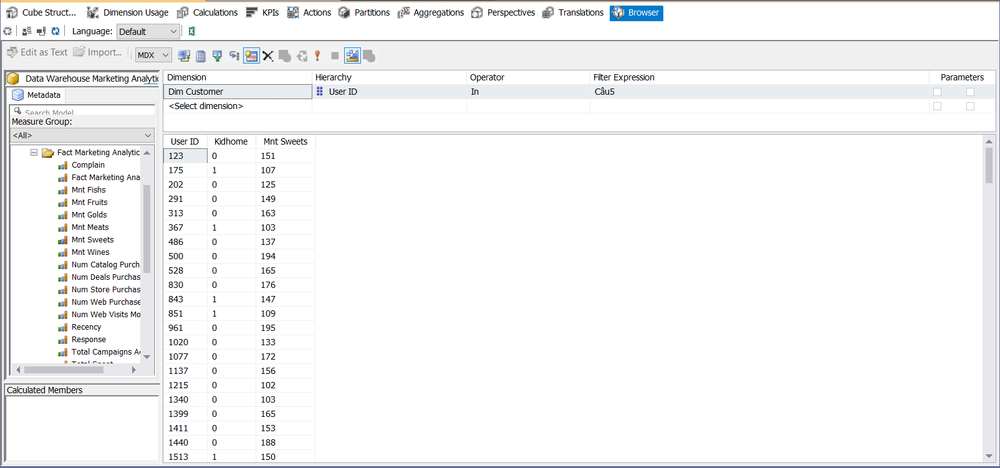 Cube Struct... Dimension Usage Calculations KPIs Actions Partitions Aggregations Perspectives Translations Browser
Language: Default
Edit as Text Import... MDX
Data Warehouse Marketing Analytic
Metadata
Search Model
Measure Group:
<All>
Fact Marketing Analytic
Complain
Fact Marketing Ana
Mnt Fishs
Mnt Fruits
Mnt Golds
Mnt Meats
Mnt Sweets
Mnt Wines
Num Catalog Purch
Num Deals Purchas
Num Store Purchas
Num Web Purchase
Num Web Visits Mo
Recency
Response
Total Campaigns A
Total Spent
Calculated Members
Dimension Hierarchy Operator Filter Expression Parameters
Dim Customer User ID In Câu5
<Select dimension>
User ID Kidhome Mnt Sweets
123 0 151
175 1 107
202 0 125
291 0 149
313 0 163
367 1 103
486 0 137
500 0 194
528 0 165
830 0 176
843 1 147
851 1 109
961 0 195
1020 0 133
1077 0 172
1137 0 156
1215 0 102
1340 0 103
1399 0 165
1411 0 153
1440 0 188
1513 1 150